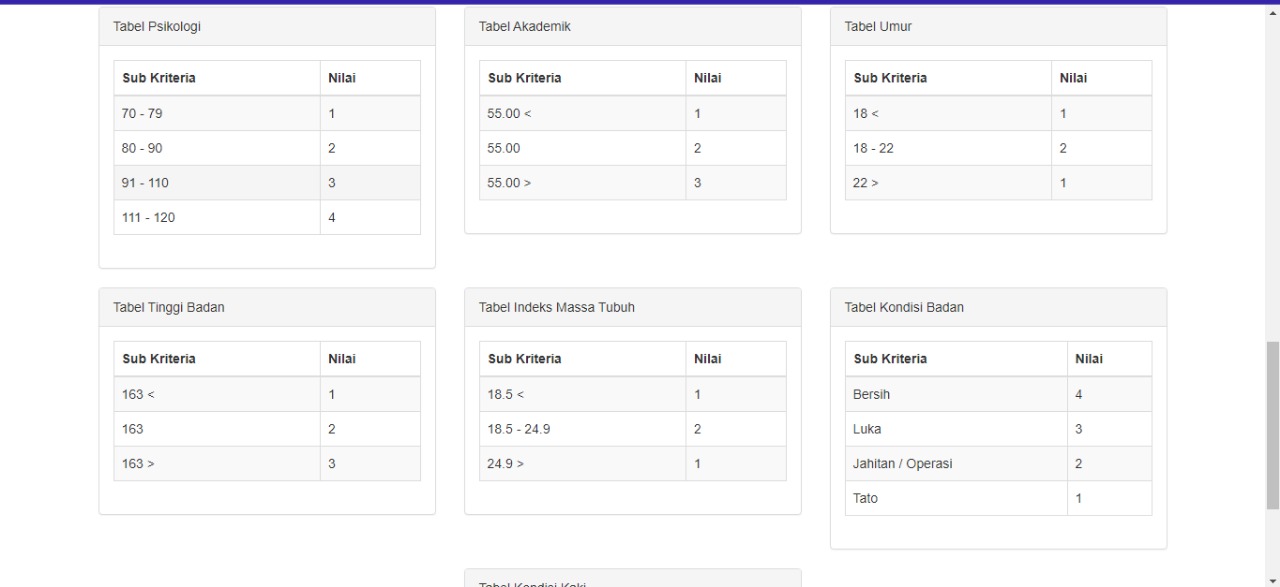 Tabel Psikologi
Sub Kriteria Nilai
70 - 79 1
80 - 90 2
91 - 110 3
111 - 120 4
Tabel Akademik
Sub Kriteria Nilai
55.00 < 1
55.00 2
55.00 > 3
Tabel Umur
Sub Kriteria Nilai
18 < 1
18 - 22 2
22 > 1
Tabel Tinggi Badan
Sub Kriteria Nilai
163 < 1
163 2
163 > 3
Tabel Indeks Massa Tubuh
Sub Kriteria Nilai
18.5 < 1
18.5 - 24.9 2
24.9 > 1
Tabel Kondisi Badan
Sub Kriteria Nilai
Bersih 4
Luka 3
Jahitan / Operasi 2
Tato 1
Tabel Kondisi Kaki